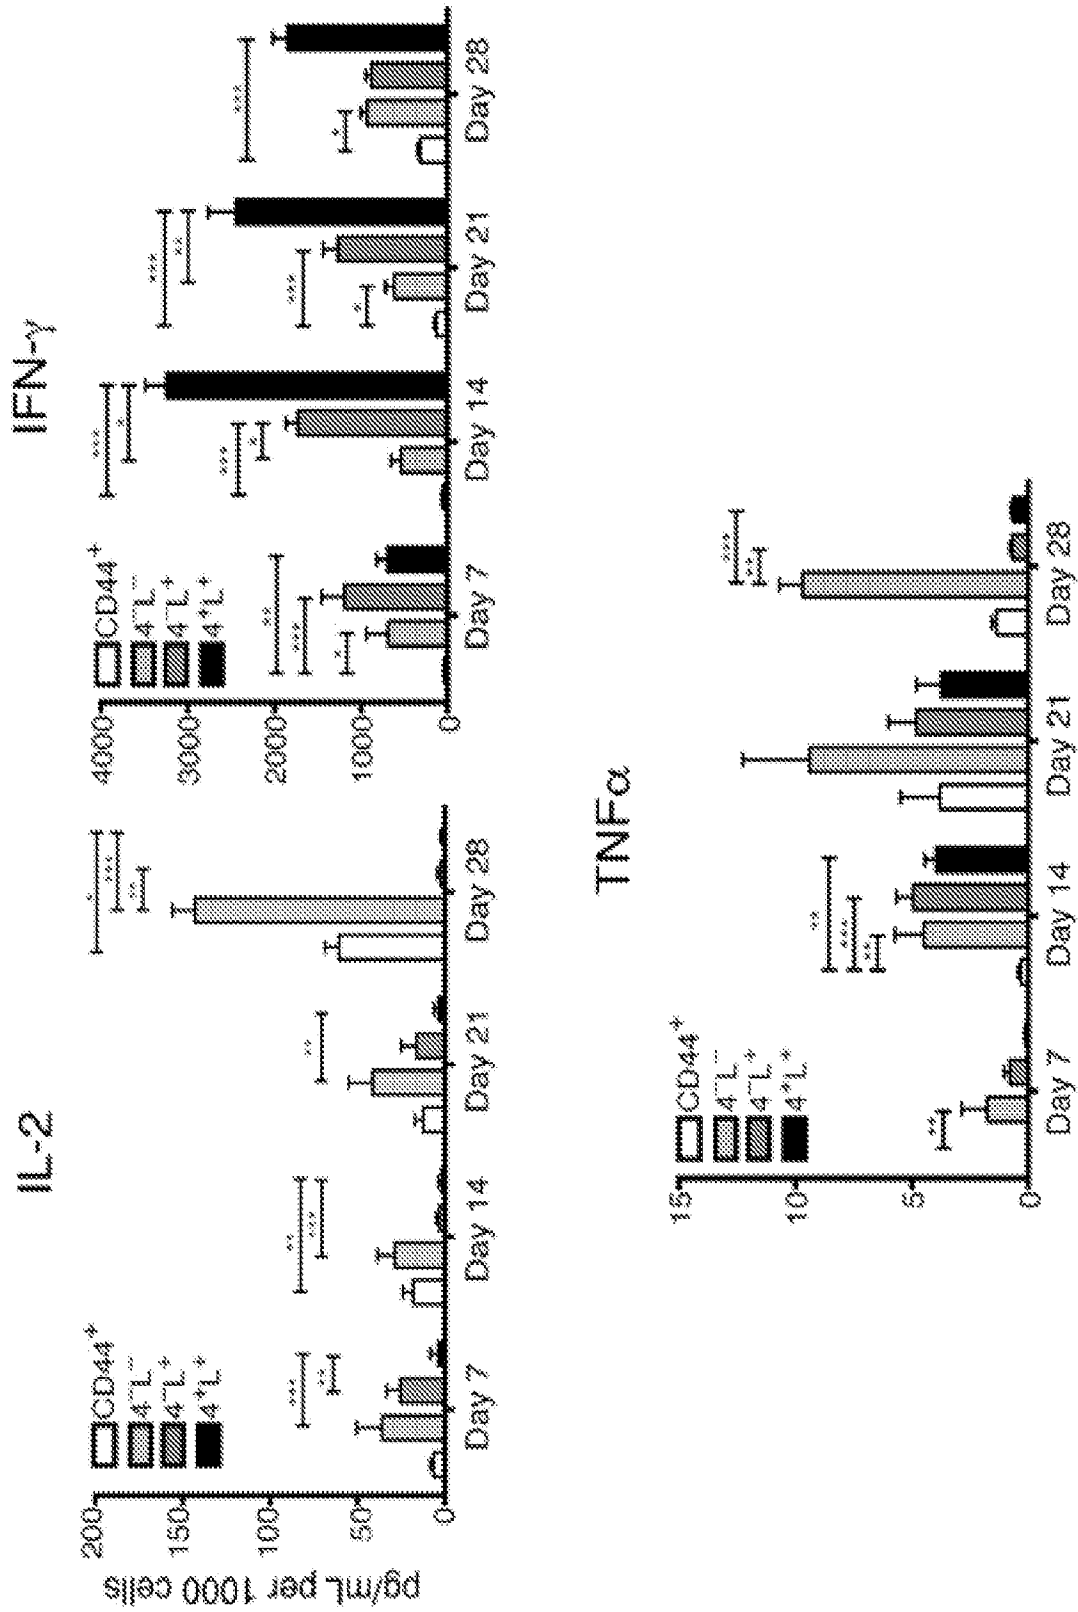 IL-2
pg/mL per 1000 cells
200
150
100
50
0
CD44⁺
4⁻L⁻
4⁻L⁺
4⁺L⁺
*** ** ** *** ** * *** **
Day 7 Day 14 Day 21 Day 28
IFN-γ
4000
3000
2000
1000
0
CD44⁺
4⁻L⁻
4⁻L⁺
4⁺L⁺
* *** ** *** * *** * * *** *** ** * ***
Day 7 Day 14 Day 21 Day 28
TNFα
15
10
5
0
CD44⁺
4⁻L⁻
4⁻L⁺
4⁺L⁺
** ** *** ** ** ***
Day 7 Day 14 Day 21 Day 28